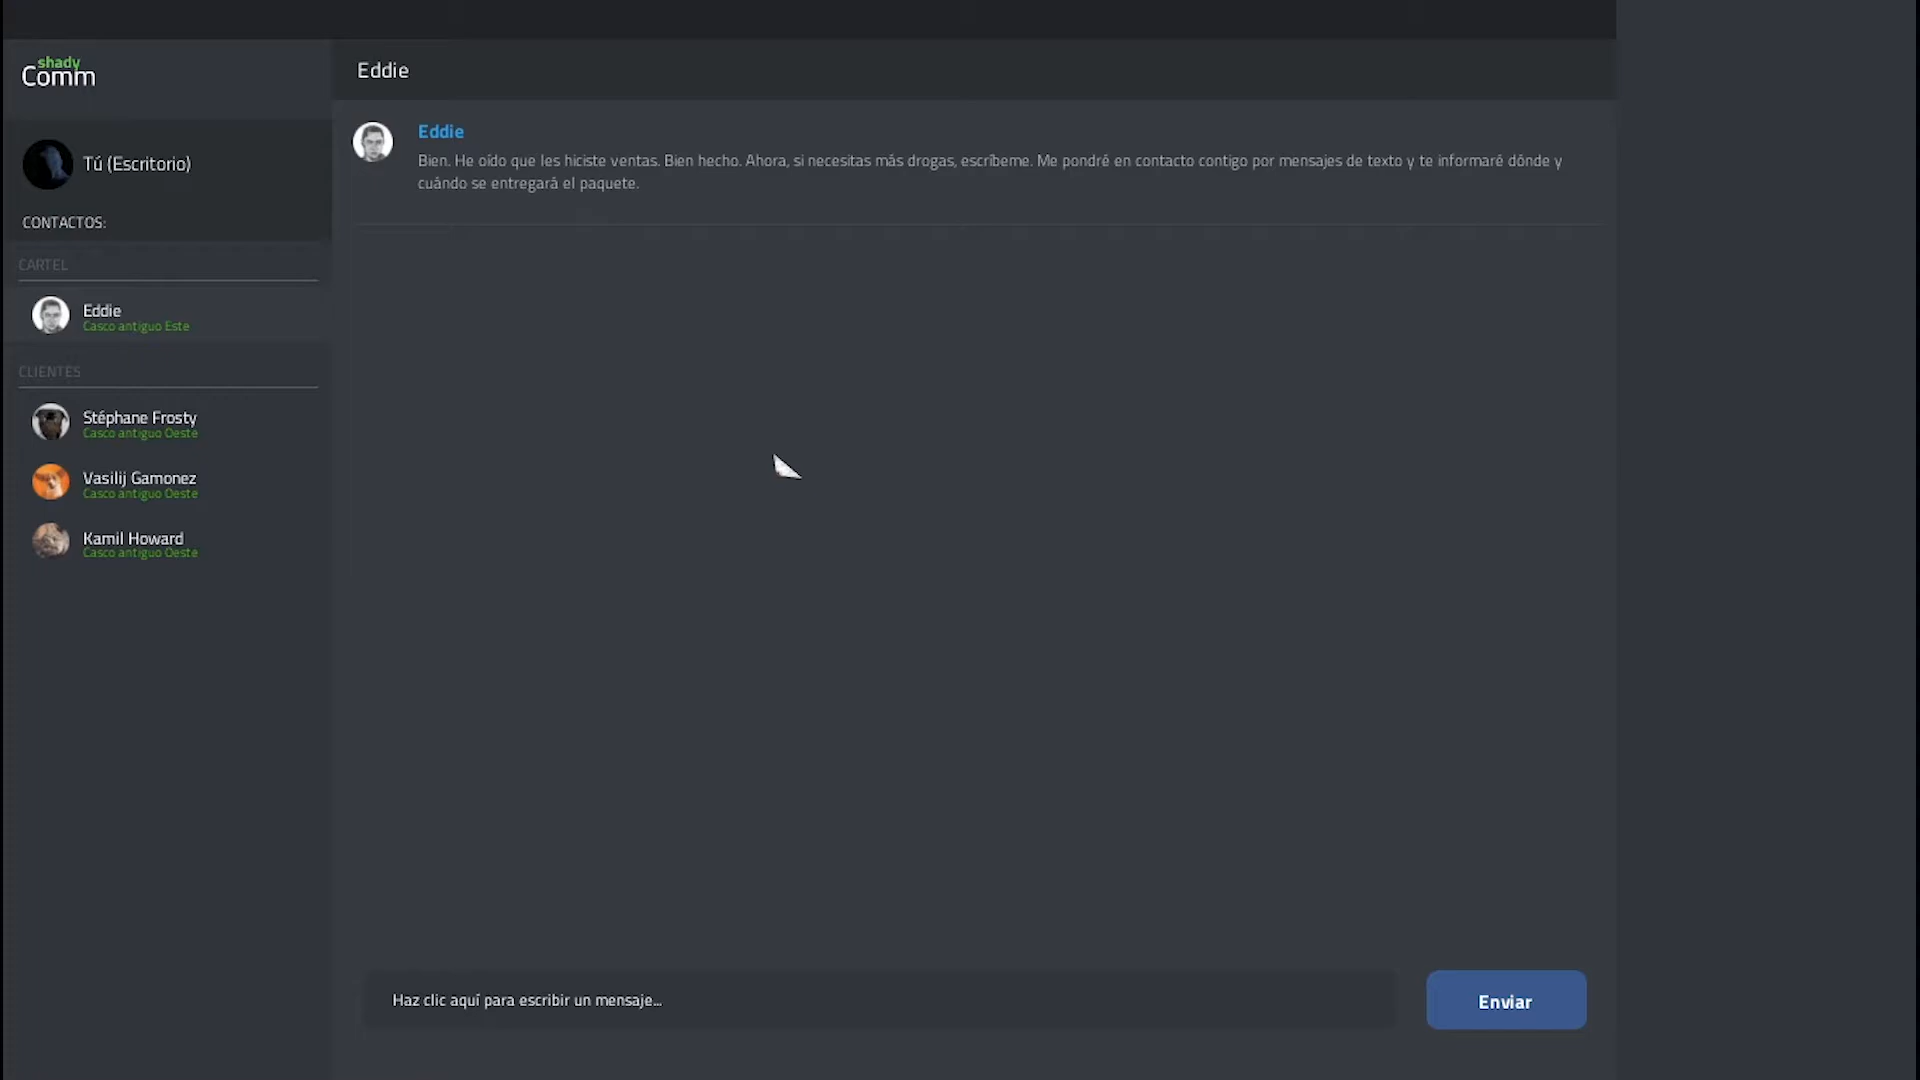 shady
Comm
Tú (Escritorio)
CONTACTOS:
CARTEL
Eddie
Casco antiguo Este
CLIENTES
Stéphane Frosty
Casco antiguo Oeste
Vasilij Gamonez
Casco antiguo Oeste
Kamil Howard
Casco antiguo Oeste
Eddie
Eddie
Bien. He oído que les hiciste ventas. Bien hecho. Ahora, si necesitas más drogas, escríbeme. Me pondré en contacto contigo por mensajes de texto y te informaré dónde y
cuándo se entregará el paquete.
Haz clic aquí para escribir un mensaje...
Enviar